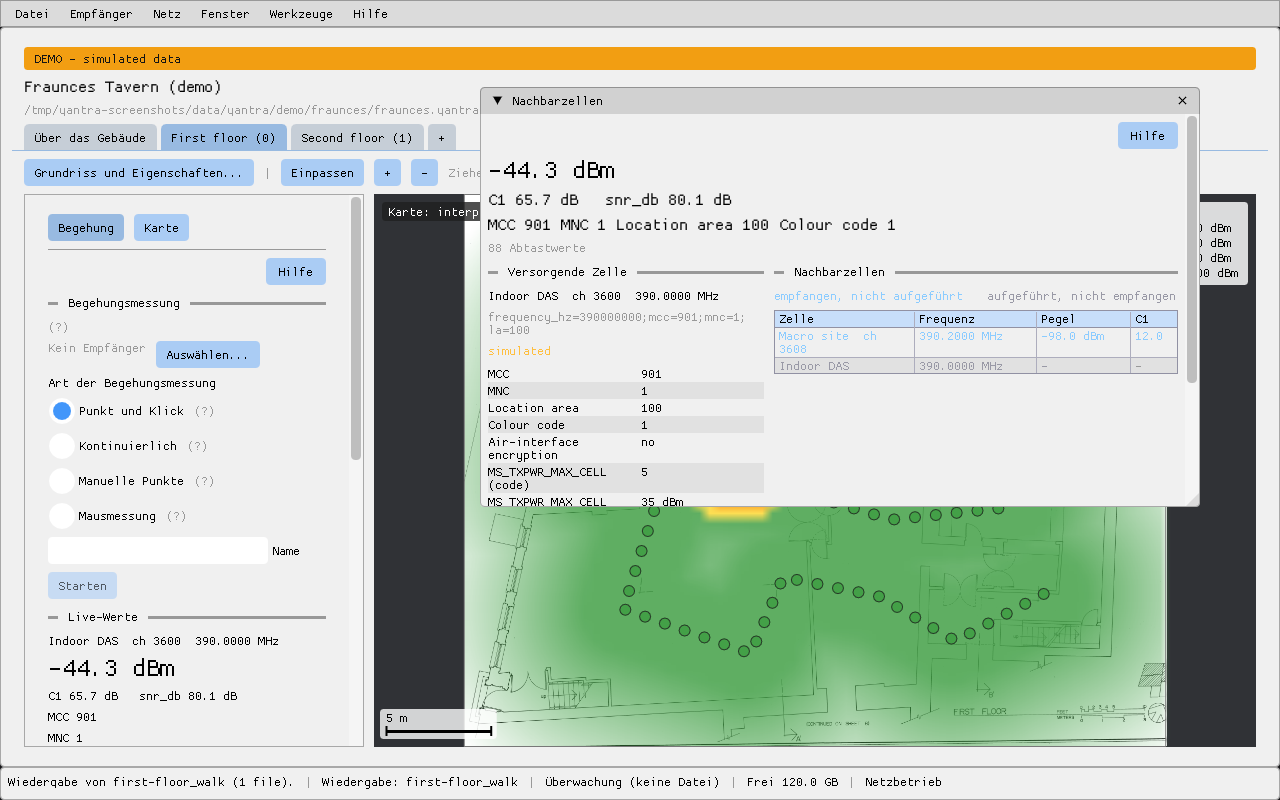 Datei Empfänger Netz Fenster Werkzeuge Hilfe
DEMO - simulated data
Fraunces Tavern (demo)
/tmp/yantra-screenshots/data/yantra/demo/fraunces/fraunces.yantra
Über das Gebäude First floor (0) Second floor (1) +
Grundriss und Eigenschaften... | Einpassen + - Ziehe
Begehung Karte
Hilfe
Begehungsmessung
(?)
Kein Empfänger Auswählen...
Art der Begehungsmessung
Punkt und Klick (?)
Kontinuierlich (?)
Manuelle Punkte (?)
Mausmessung (?)
Name
Starten
Live-Werte
Indoor DAS ch 3600 390.0000 MHz
-44.3 dBm
C1 65.7 dB snr_db 80.1 dB
MCC 901
MNC 1
Karte: interp
▼ Nachbarzellen ✕
Hilfe
-44.3 dBm
C1 65.7 dB snr_db 80.1 dB
MCC 901 MNC 1 Location area 100 Colour code 1
88 Abtastwerte
Versorgende Zelle
Indoor DAS ch 3600 390.0000 MHz
frequency_hz=390000000;mcc=901;mnc=1;
la=100
simulated
MCC 901
MNC 1
Location area 100
Colour code 1
Air-interface no
encryption
MS_TXPWR_MAX_CELL 5
(code)
MS_TXPWR_MAX_CELL 35 dBm
Nachbarzellen
empfangen, nicht aufgeführt aufgeführt, nicht empfangen
Zelle Frequenz Pegel C1
Macro site ch 390.2000 MHz -98.0 dBm 12.0
3608
Indoor DAS 390.0000 MHz - -
0 dBm
0 dBm
0 dBm
00 dBm
5 m
FIRST FLOOR
Wiedergabe von first-floor_walk (1 file). | Wiedergabe: first-floor_walk | Überwachung (keine Datei) | Frei 120.0 GB | Netzbetrieb